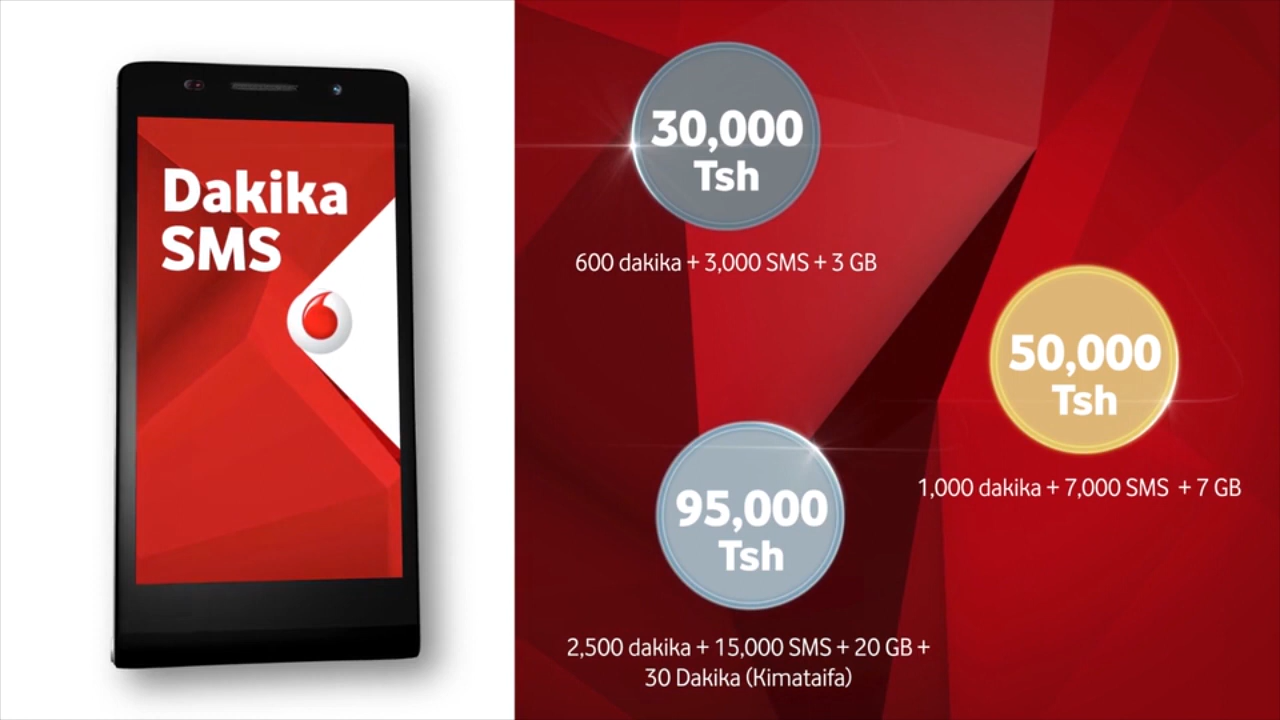 Dakika
SMS
30,000
Tsh
600 dakika + 3,000 SMS + 3 GB
50,000
Tsh
1,000 dakika + 7,000 SMS + 7 GB
95,000
Tsh
2,500 dakika + 15,000 SMS + 20 GB +
30 Dakika (Kimataifa)